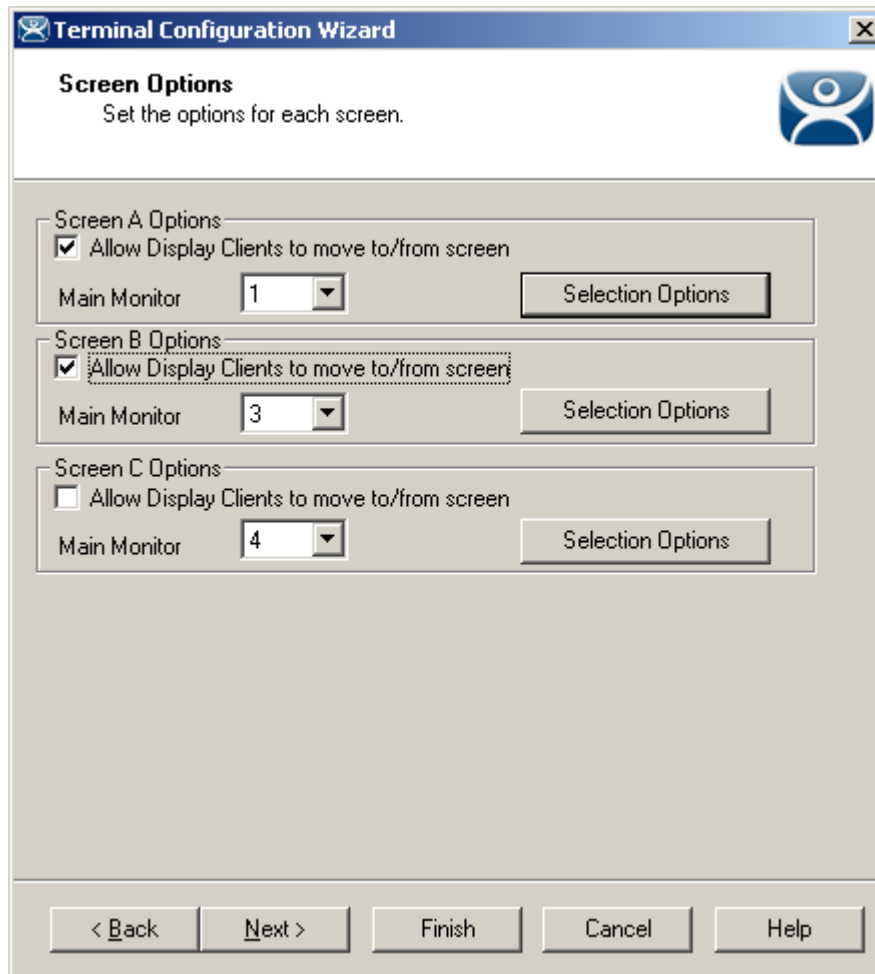 Terminal Configuration Wizard
Screen Options
Set the options for each screen.
Screen A Options
Allow Display Clients to move to/from screen
Main Monitor 1 Selection Options
Screen B Options
Allow Display Clients to move to/from screen
Main Monitor 3 Selection Options
Screen C Options
Allow Display Clients to move to/from screen
Main Monitor 4 Selection Options
< Back Next > Finish Cancel Help